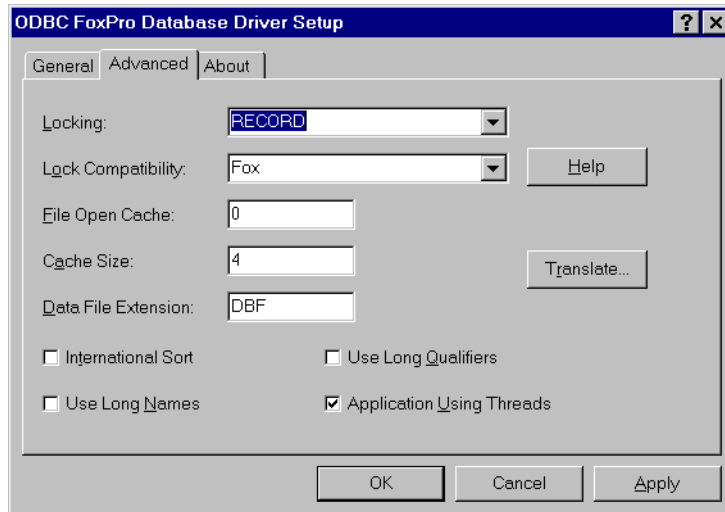 ODBC FoxPro Database Driver Setup
General Advanced About
Locking: RECORD
Lock Compatibility: Fox Help
File Open Cache: 0
Cache Size: 4 Translate...
Data File Extension: DBF
International Sort Use Long Qualifiers
Use Long Names Application Using Threads
OK Cancel Apply